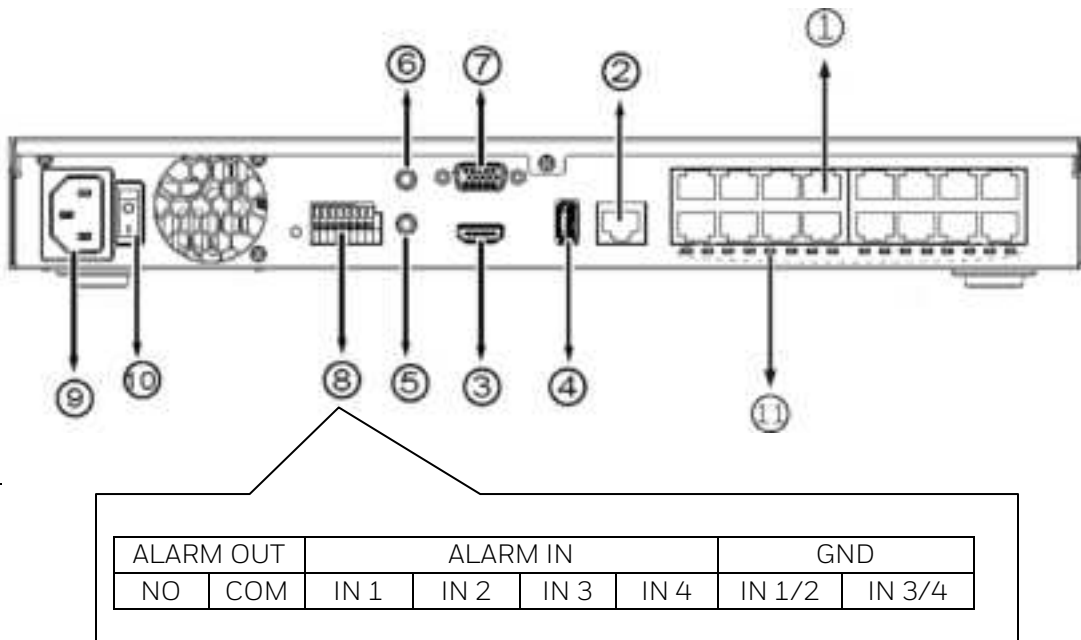 ①
⑥ ⑦ ②
⑨ ⑩ ⑧ ⑤ ③ ④ ⑪
ALARM OUT ALARM IN GND
NO COM IN 1 IN 2 IN 3 IN 4 IN 1/2 IN 3/4